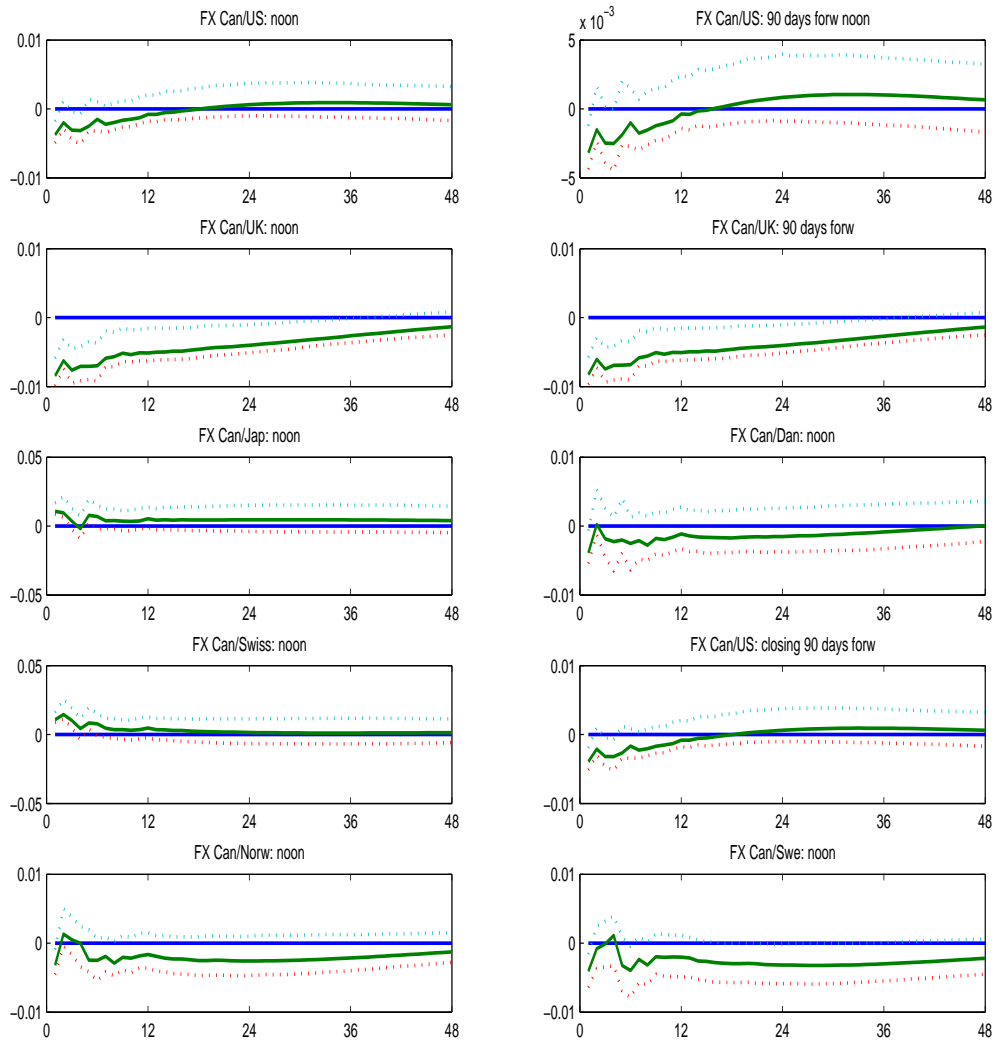 FX Can/US: noon
0.01
0
−0.01
0 12 24 36 48
FX Can/US: 90 days forw noon
x 10−3
5
0
−5
0 12 24 36 48
FX Can/UK: noon
0.01
0
−0.01
0 12 24 36 48
FX Can/UK: 90 days forw
0.01
0
−0.01
0 12 24 36 48
FX Can/Jap: noon
0.05
0
−0.05
0 12 24 36 48
FX Can/Dan: noon
0.01
0
−0.01
0 12 24 36 48
FX Can/Swiss: noon
0.05
0
−0.05
0 12 24 36 48
FX Can/US: closing 90 days forw
0.01
0
−0.01
0 12 24 36 48
FX Can/Norw: noon
0.01
0
−0.01
0 12 24 36 48
FX Can/Swe: noon
0.01
0
−0.01
0 12 24 36 48